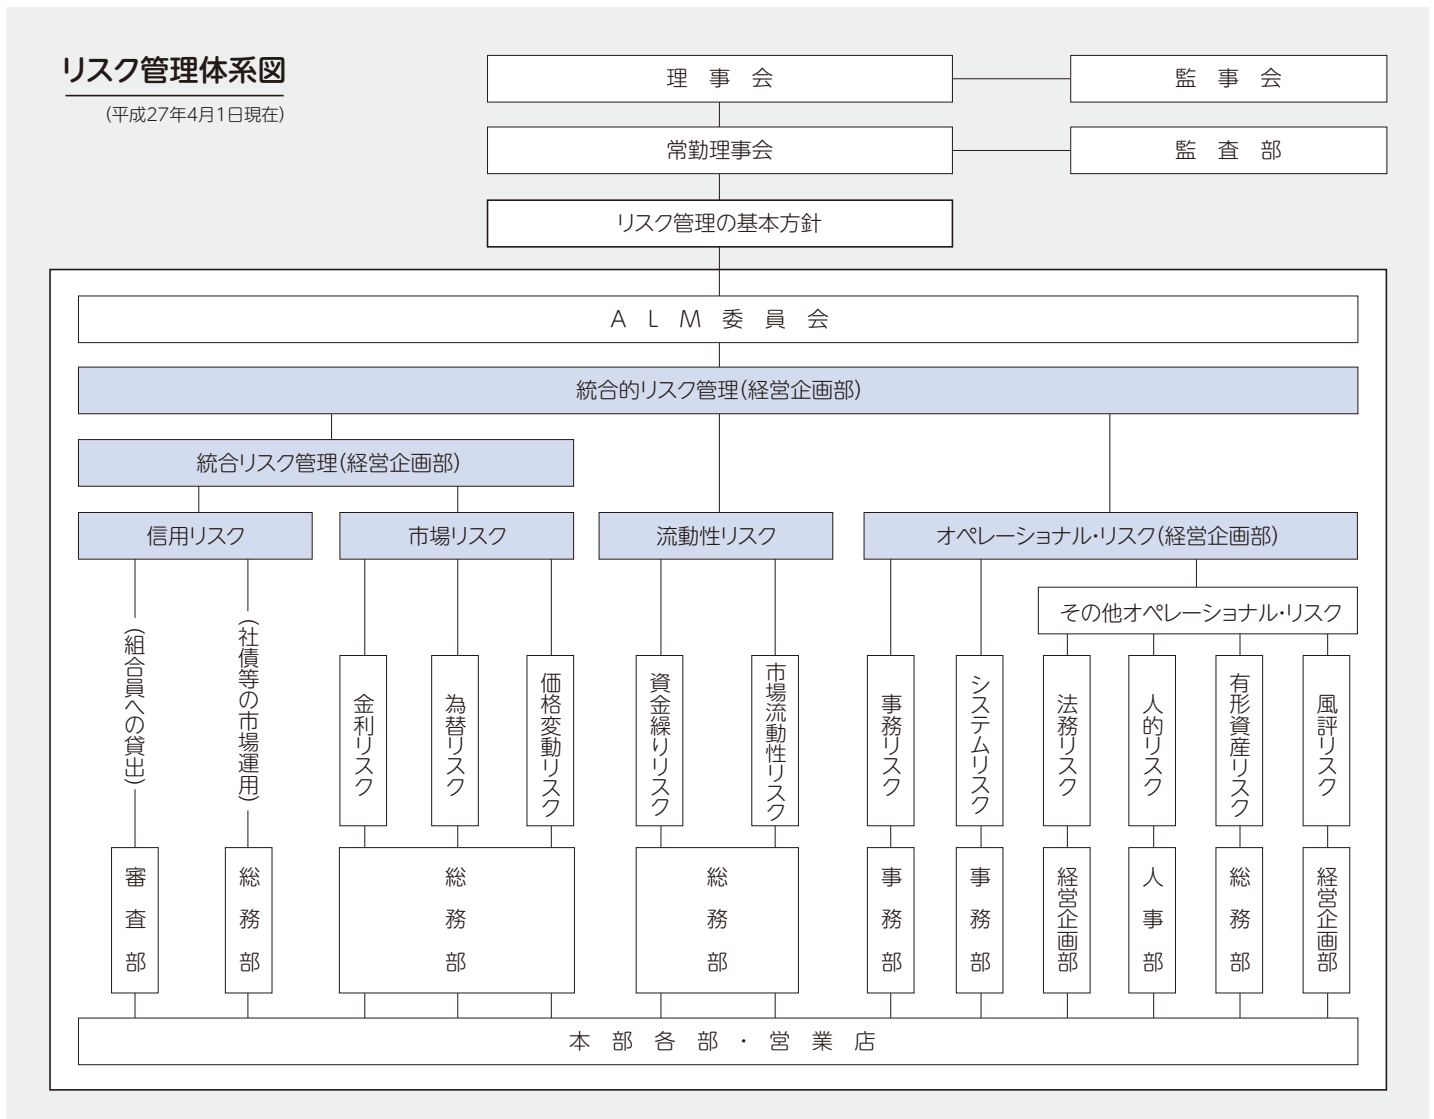 リスク管理体系図
(平成27年4月1日現在)
理事会
監事会
常勤理事会
監査部
リスク管理の基本方針
ALM委員会
統合的リスク管理(経営企画部)
統合リスク管理(経営企画部)
信用リスク
市場リスク
流動性リスク
オペレーショナル・リスク(経営企画部)
その他オペレーショナル・リスク
(組合員への貸出)
(社債等の市場運用)
金利リスク
為替リスク
価格変動リスク
資金繰りリスク
市場流動性リスク
事務リスク
システムリスク
法務リスク
人的リスク
有形資産リスク
風評リスク
審査部
総務部
総務部
総務部
事務部
事務部
経営企画部
人事部
総務部
経営企画部
本部各部・営業店